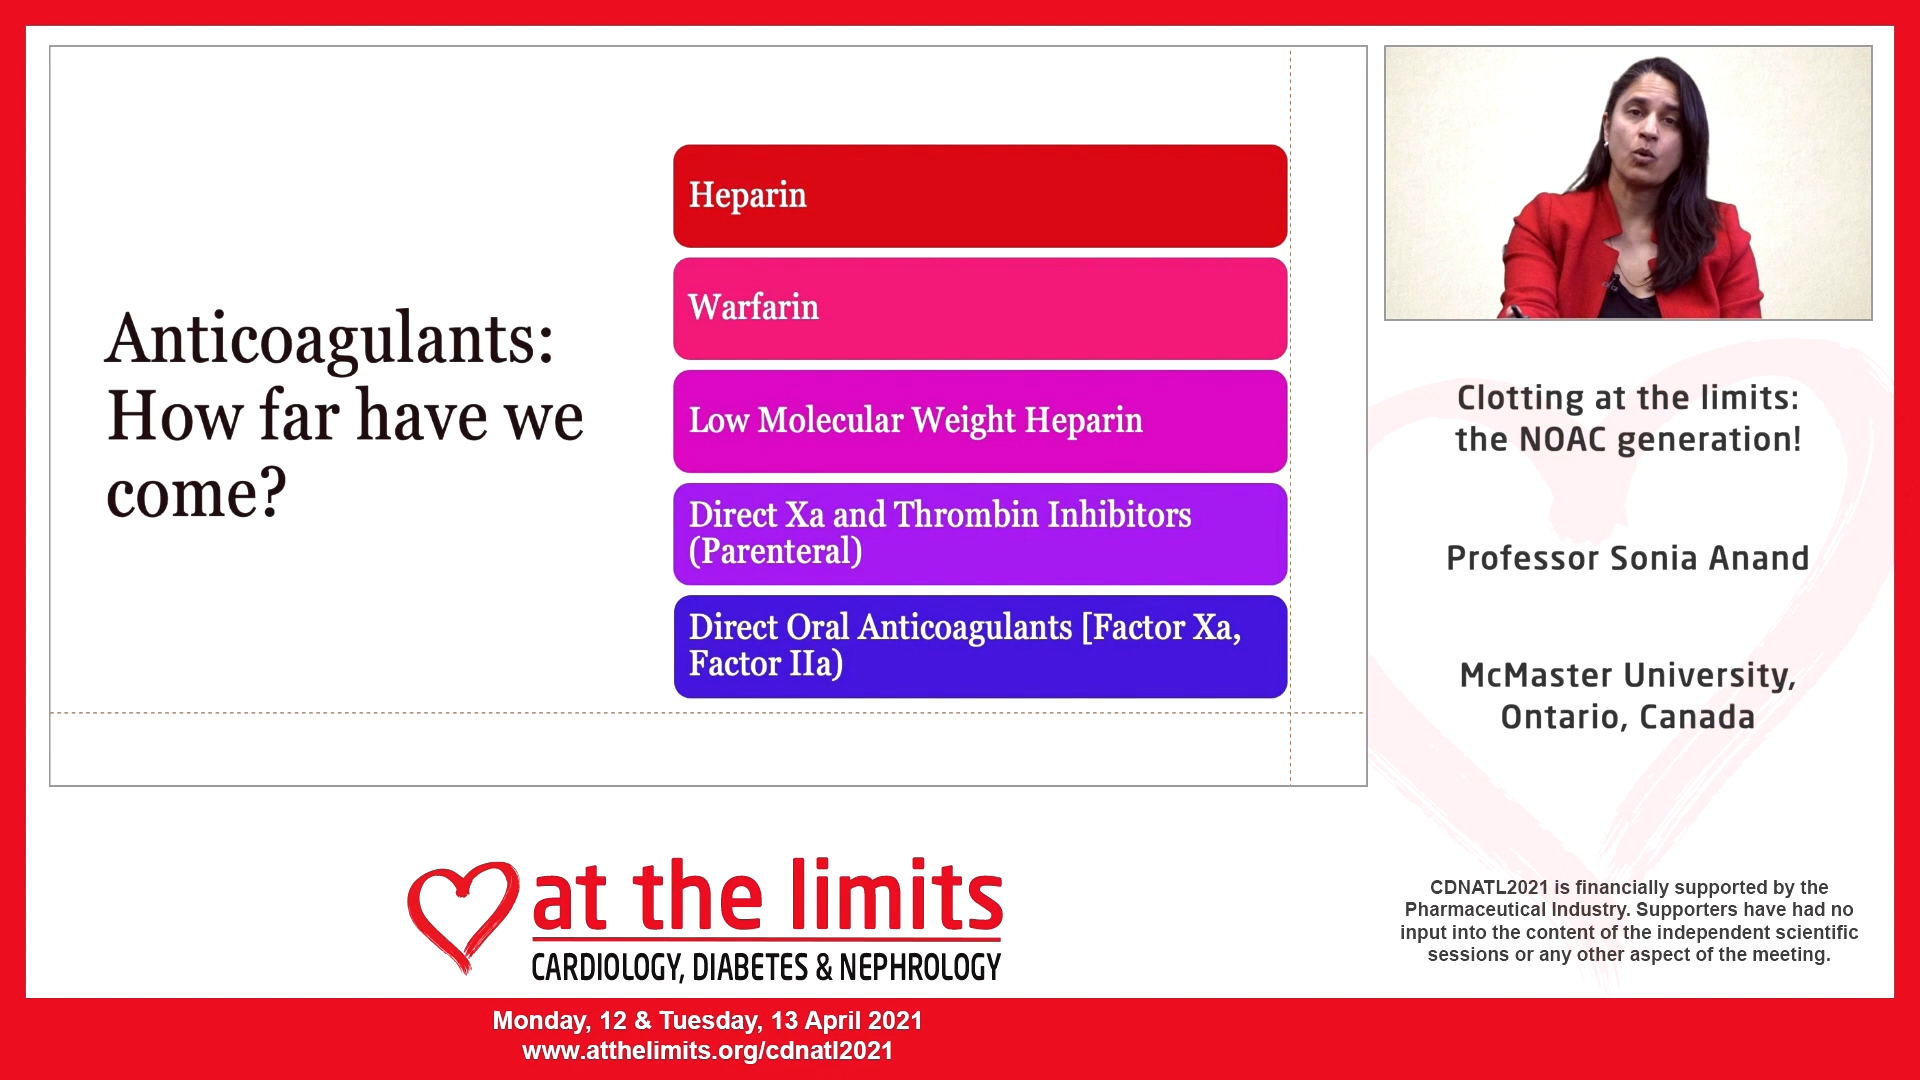 Anticoagulants:
How far have we
come?
Heparin
Warfarin
Low Molecular Weight Heparin
Direct Xa and Thrombin Inhibitors
(Parenteral)
Direct Oral Anticoagulants [Factor Xa,
Factor IIa)
Clotting at the limits:
the NOAC generation!
Professor Sonia Anand
McMaster University,
Ontario, Canada
at the limits
CARDIOLOGY, DIABETES & NEPHROLOGY
CDNATL2021 is financially supported by the
Pharmaceutical Industry. Supporters have had no
input into the content of the independent scientific
sessions or any other aspect of the meeting.
Monday, 12 & Tuesday, 13 April 2021
www.atthelimits.org/cdnatl2021